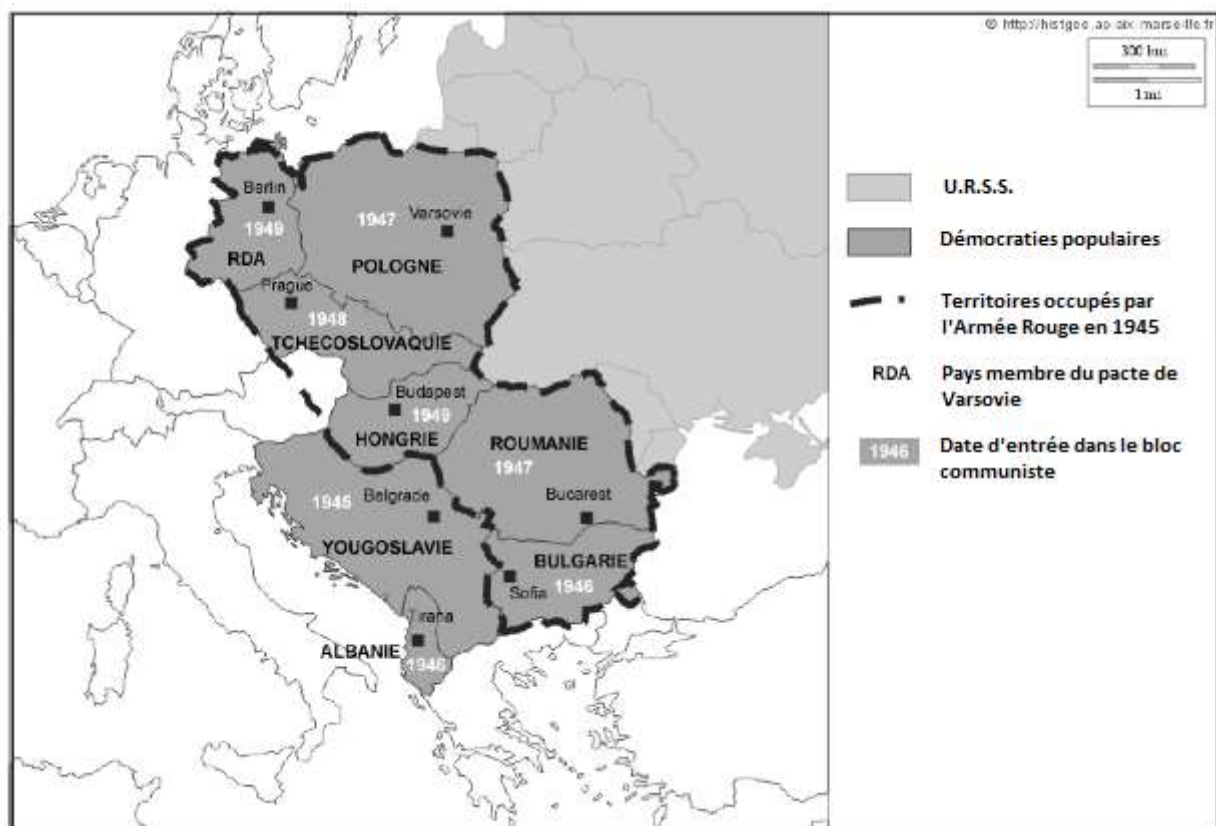 © http://histgeo.ac-aix-marseille.fr
300 km
U.R.S.S.
Démocraties populaires
Territoires occupés par
l'Armée Rouge en 1945
RDA
Pays membre du pacte de
Varsovie
1946
Date d'entrée dans le bloc
communiste
Berlin
1949
RDA
1947
Varsovie
POLOGNE
Prague
1948
TCHECOSLOVAQUIE
Budapest
1949
HONGRIE
ROUMANIE
1947
Bucarest
1945
Belgrade
YOUGOSLAVIE
BULGARIE
Sofia
1946
Tirana
ALBANIE
1946